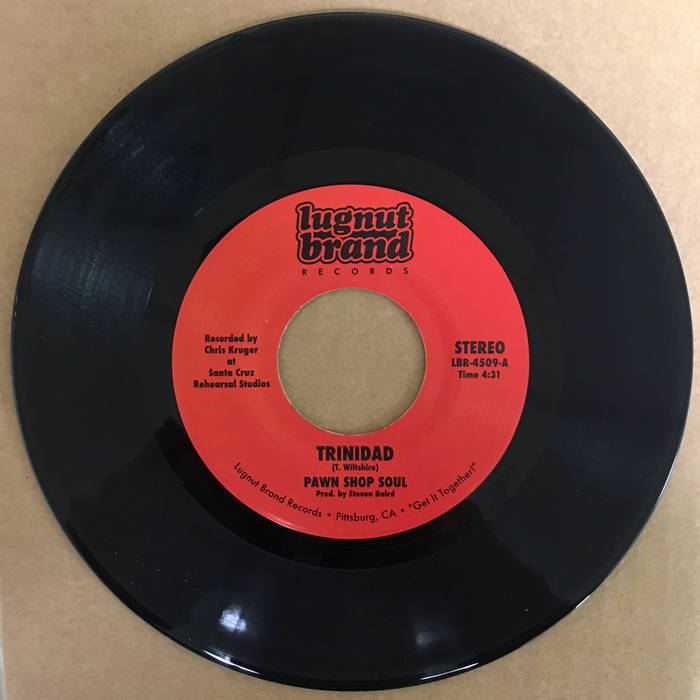 lugnut
brand
RECORDS
Recorded by
Chris Kruger
at
Santa Cruz
Rehearsal Studios
STEREO
LBR-4509-A
Time 4:31
TRINIDAD
(T. Wiltshire)
PAWN SHOP SOUL
Prod. by Steven Baird
Lugnut Brand Records • Pittsburg, CA • "Get It Together!"